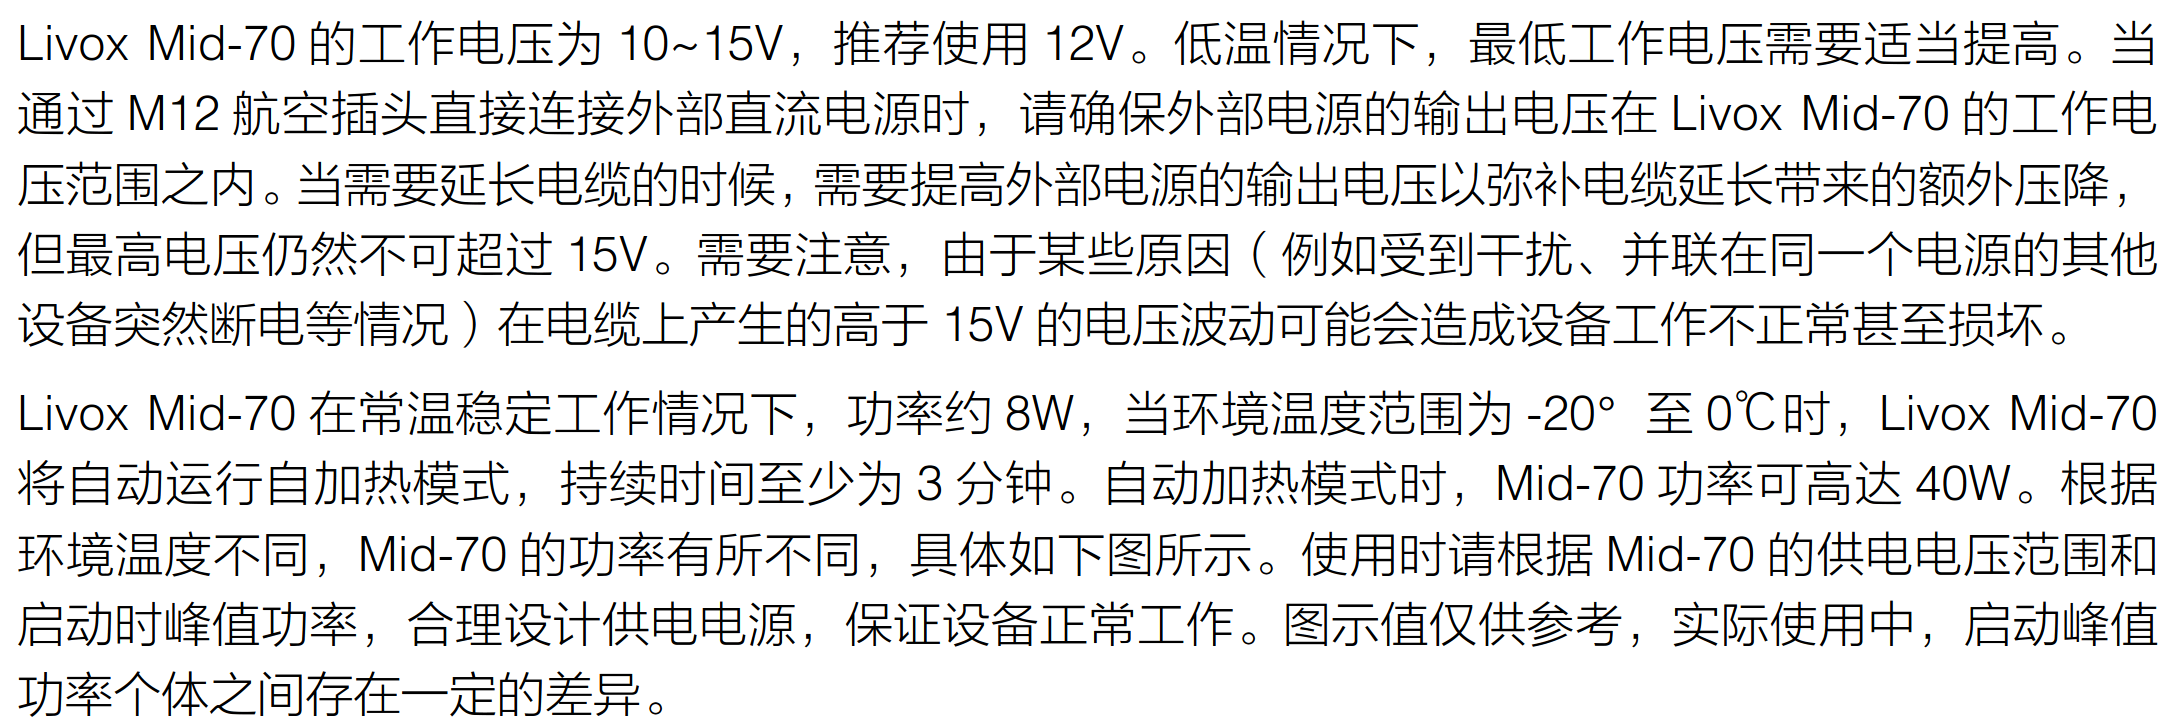 Livox Mid-70 的工作电压为 10~15V，推荐使用 12V。低温情况下，最低工作电压需要适当提高。当
通过 M12 航空插头直接连接外部直流电源时，请确保外部电源的输出电压在 Livox Mid-70 的工作电
压范围之内。当需要延长电缆的时候，需要提高外部电源的输出电压以弥补电缆延长带来的额外压降，
但最高电压仍然不可超过 15V。需要注意，由于某些原因（例如受到干扰、并联在同一个电源的其他
设备突然断电等情况）在电缆上产生的高于 15V 的电压波动可能会造成设备工作不正常甚至损坏。
Livox Mid-70 在常温稳定工作情况下，功率约 8W，当环境温度范围为 -20° 至 0℃时，Livox Mid-70
将自动运行自加热模式，持续时间至少为 3 分钟。自动加热模式时，Mid-70 功率可高达 40W。根据
环境温度不同，Mid-70 的功率有所不同，具体如下图所示。使用时请根据 Mid-70 的供电电压范围和
启动时峰值功率，合理设计供电电源，保证设备正常工作。图示值仅供参考，实际使用中，启动峰值
功率个体之间存在一定的差异。